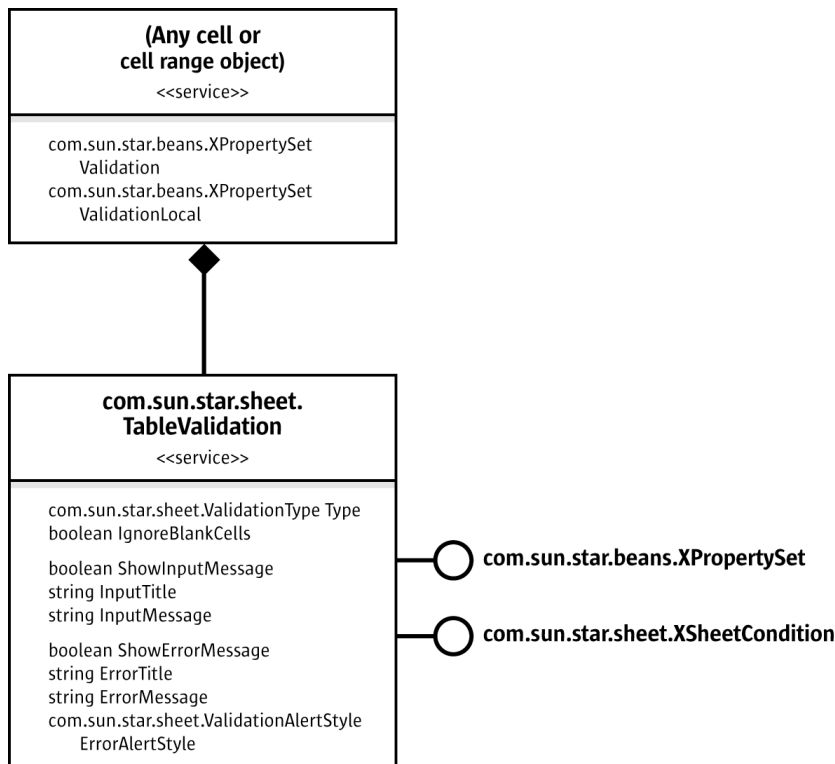 (Any cell or
cell range object)
<<service>>
com.sun.star.beans.XPropertySet
Validation
com.sun.star.beans.XPropertySet
ValidationLocal
com.sun.star.sheet.
TableValidation
<<service>>
com.sun.star.sheet.ValidationType Type
boolean IgnoreBlankCells
boolean ShowInputMessage
string InputTitle
string InputMessage
boolean ShowErrorMessage
string ErrorTitle
string ErrorMessage
com.sun.star.sheet.ValidationAlertStyle
ErrorAlertStyle
com.sun.star.beans.XPropertySet
com.sun.star.sheet.XSheetCondition